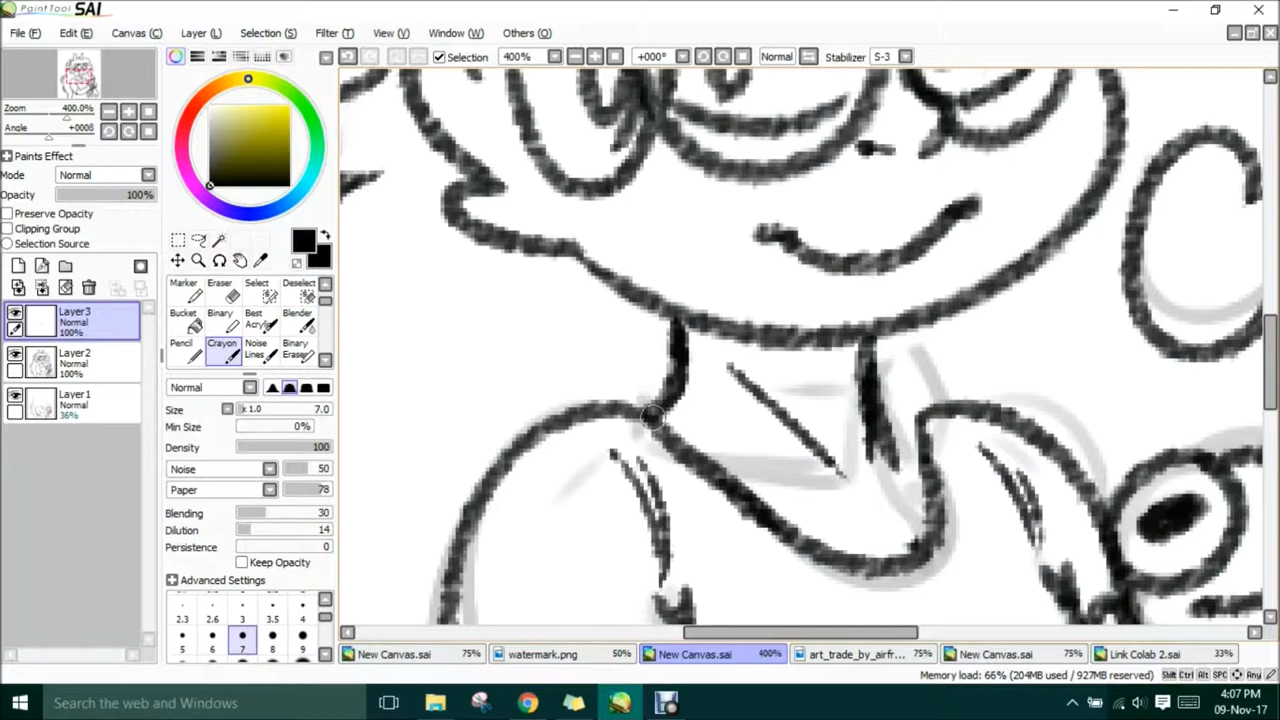 PaintTool SAI
File (F) Edit (E) Canvas (C) Layer (L) Selection (S) Filter (T) View (V) Window (W) Others (O)
Selection 400% +000° Normal Stabilizer S-3
Zoom 400.0%
Angle +0008
Paints Effect
Mode Normal
Opacity 100%
Preserve Opacity
Clipping Group
Selection Source
Layer3
Normal
100%
Layer2
Normal
100%
Layer1
Normal
36%
Marker Eraser Select Deselect
Bucket Binary Best Acrylic Blender
Pencil Crayon Noise Lines Binary Eraser
Normal
Size x 1.0 7.0
Min Size 0%
Density 100
Noise 50
Paper 78
Blending 30
Dilution 14
Persistence 0
Keep Opacity
Advanced Settings
2.3 2.6 3 3.5 4
5 6 7 8 9
New Canvas.sai 75% watermark.png 50% New Canvas.sai 400% art_trade_by_airfr... 75% New Canvas.sai 75% Link Colab 2.sai 33%
Memory load: 66% (204MB used / 927MB reserved) Shift Ctrl Alt SPC Any
Search the web and Windows
4:07 PM
09-Nov-17